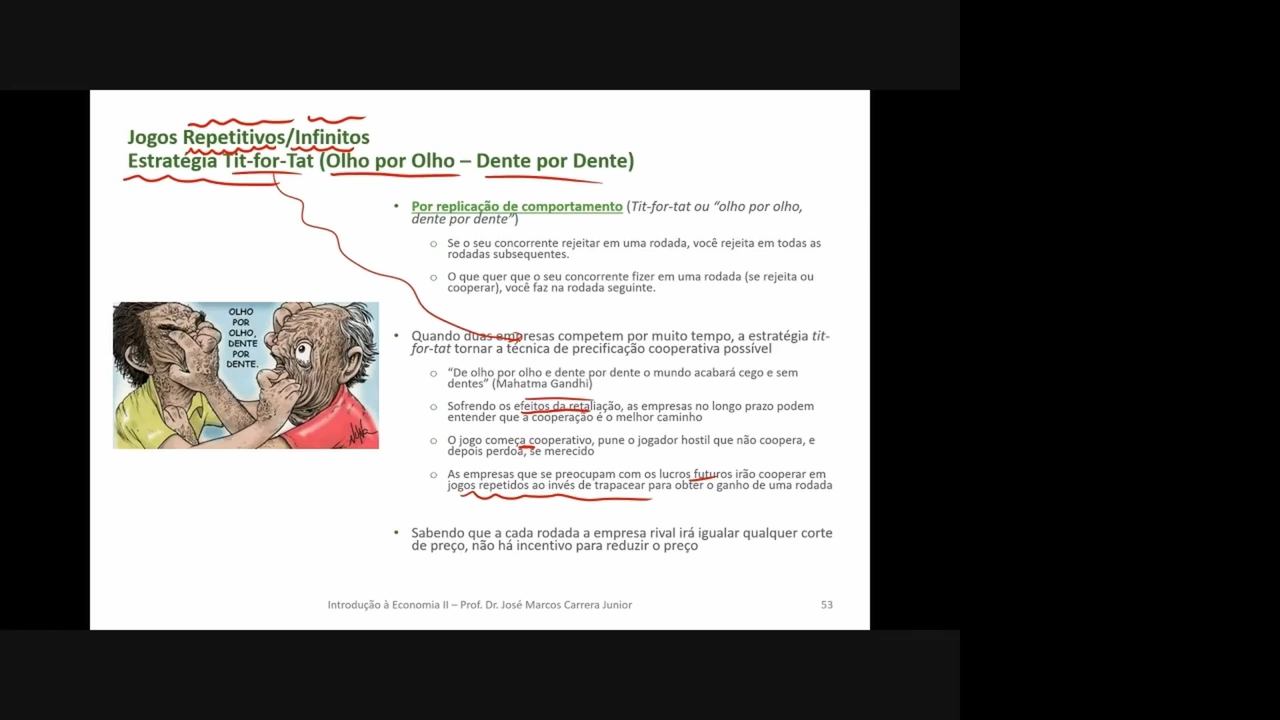 Jogos Repetitivos/Infinitos
Estratégia Tit-for-Tat (Olho por Olho – Dente por Dente)
• Por replicação de comportamento (Tit-for-tat ou “olho por olho,
dente por dente”)
o Se o seu concorrente rejeitar em uma rodada, você rejeita em todas as
rodadas subsequentes.
o O que quer que o seu concorrente fizer em uma rodada (se rejeita ou
cooperar), você faz na rodada seguinte.
OLHO
POR
OLHO,
DENTE
POR
DENTE.
• Quando duas empresas competem por muito tempo, a estratégia tit-
for-tat tornar a técnica de precificação cooperativa possível
o “De olho por olho e dente por dente o mundo acabará cego e sem
dentes” (Mahatma Gandhi)
o Sofrendo os efeitos da retaliação, as empresas no longo prazo podem
entender que a cooperação é o melhor caminho
o O jogo começa cooperativo, pune o jogador hostil que não coopera, e
depois perdoa, se merecido
o As empresas que se preocupam com os lucros futuros irão cooperar em
jogos repetidos ao invés de trapacear para obter o ganho de uma rodada
• Sabendo que a cada rodada a empresa rival irá igualar qualquer corte
de preço, não há incentivo para reduzir o preço
Introdução à Economia II – Prof. Dr. José Marcos Carrera Junior
53